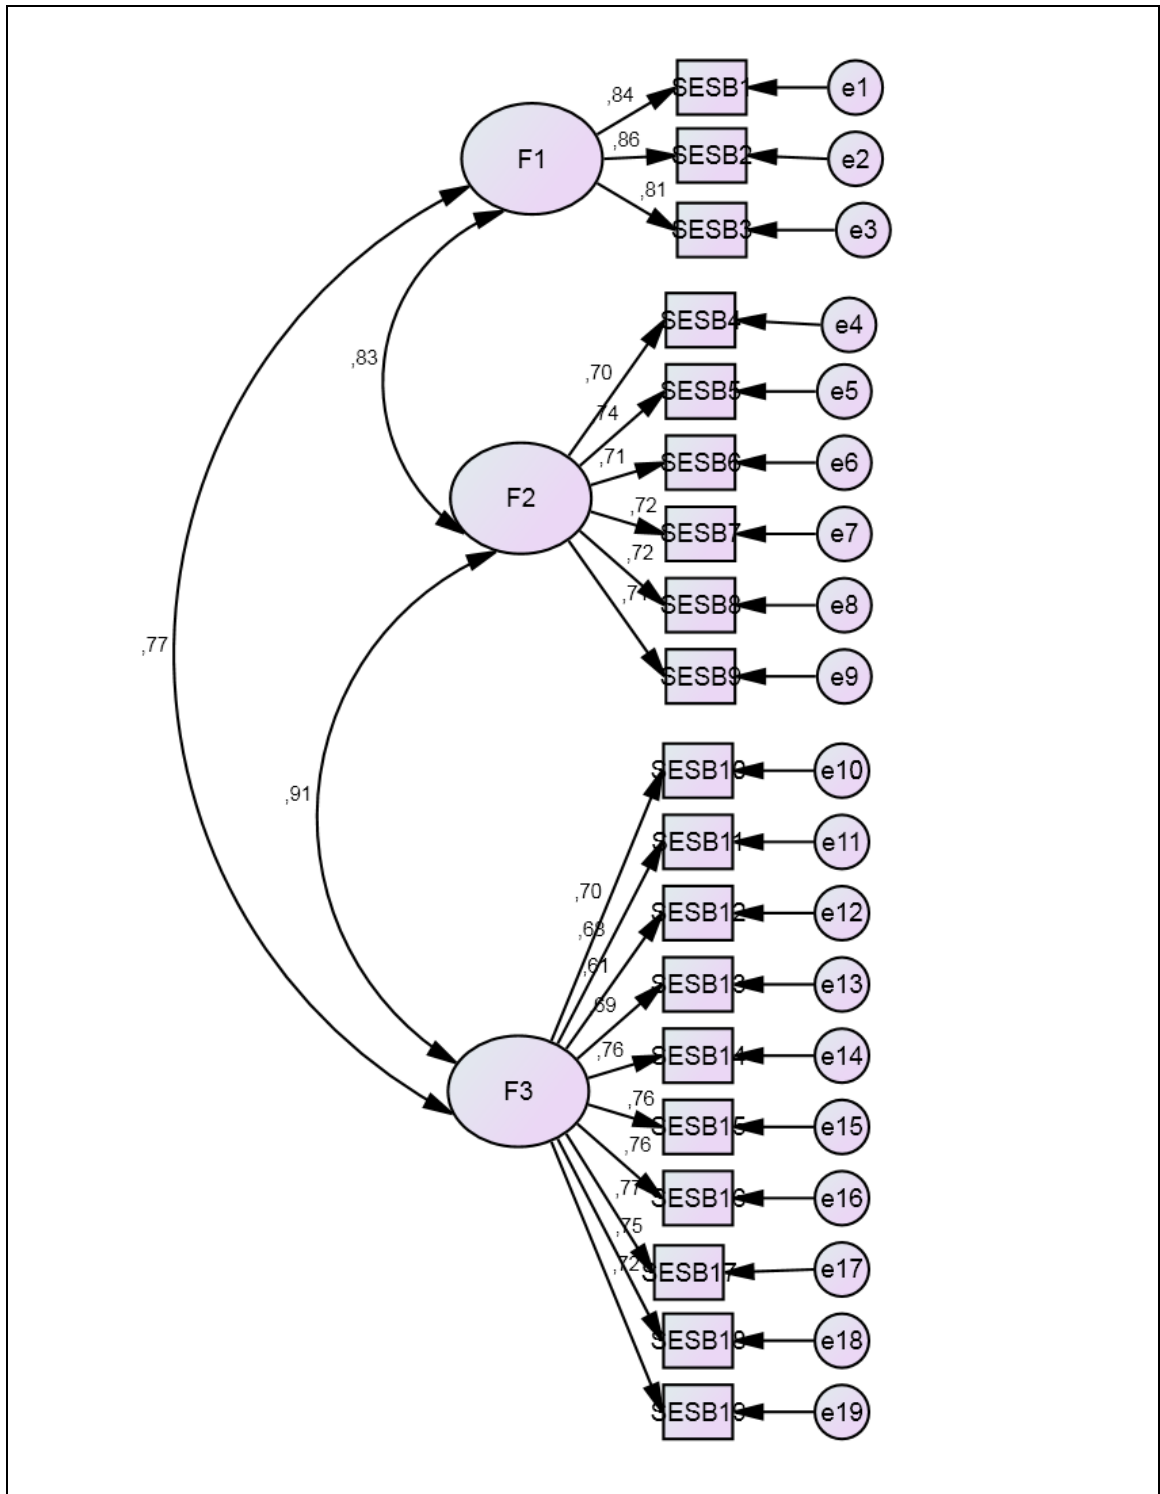 ,84
SESB1
e1
F1
,86
SESB2
e2
,81
SESB3
e3
,83
,70
SESB4
e4
,74
SESB5
e5
F2
,71
SESB6
e6
,72
SESB7
e7
,72
SESB8
e8
SESB9
e9
,77
,91
,70
SESB10
e10
,68
SESB11
e11
,61
SESB12
e12
,69
SESB13
e13
F3
,76
SESB14
e14
,76
SESB15
e15
,76
SESB16
e16
,77
SESB17
e17
,75
SESB18
e18
,72
SESB19
e19